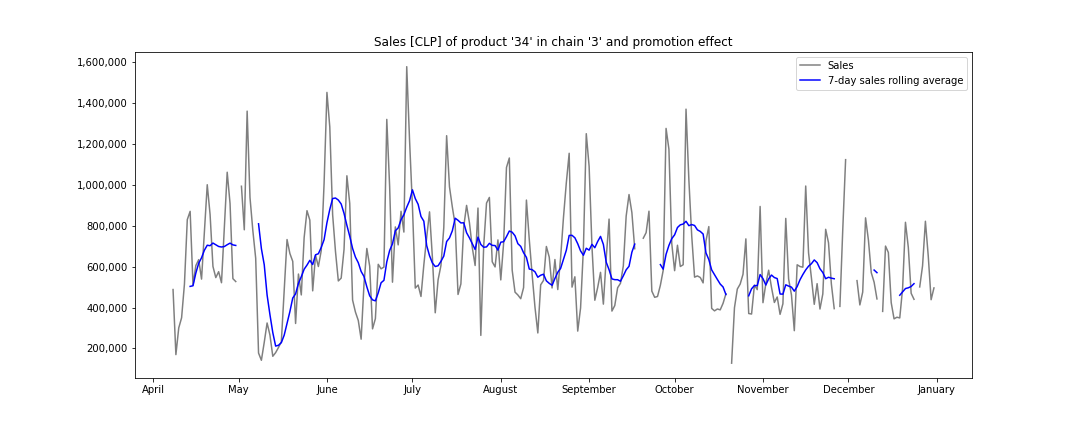 Sales [CLP] of product '34' in chain '3' and promotion effect
Sales
7-day sales rolling average
1,600,000
1,400,000
1,200,000
1,000,000
800,000
600,000
400,000
200,000
April May June July August September October November December January